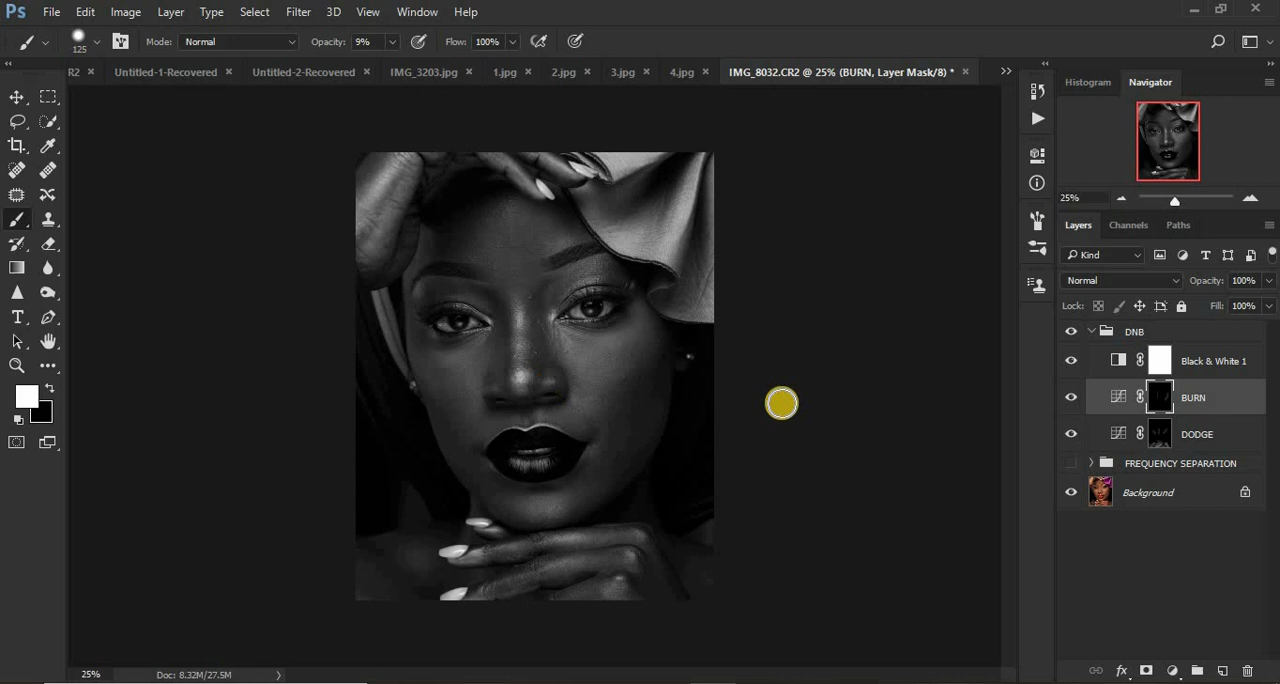 Ps File Edit Image Layer Type Select Filter 3D View Window Help
125 Mode: Normal Opacity: 9% Flow: 100%
R2 Untitled-1-Recovered Untitled-2-Recovered IMG_3203.jpg 1.jpg 2.jpg 3.jpg 4.jpg IMG_8032.CR2 @ 25% (BURN, Layer Mask/8) *
Histogram Navigator
25%
Layers Channels Paths
Kind
Normal Opacity: 100%
Lock: Fill: 100%
DNB
Black & White 1
BURN
DODGE
FREQUENCY SEPARATION
Background
25% Doc: 8.32M/27.5M